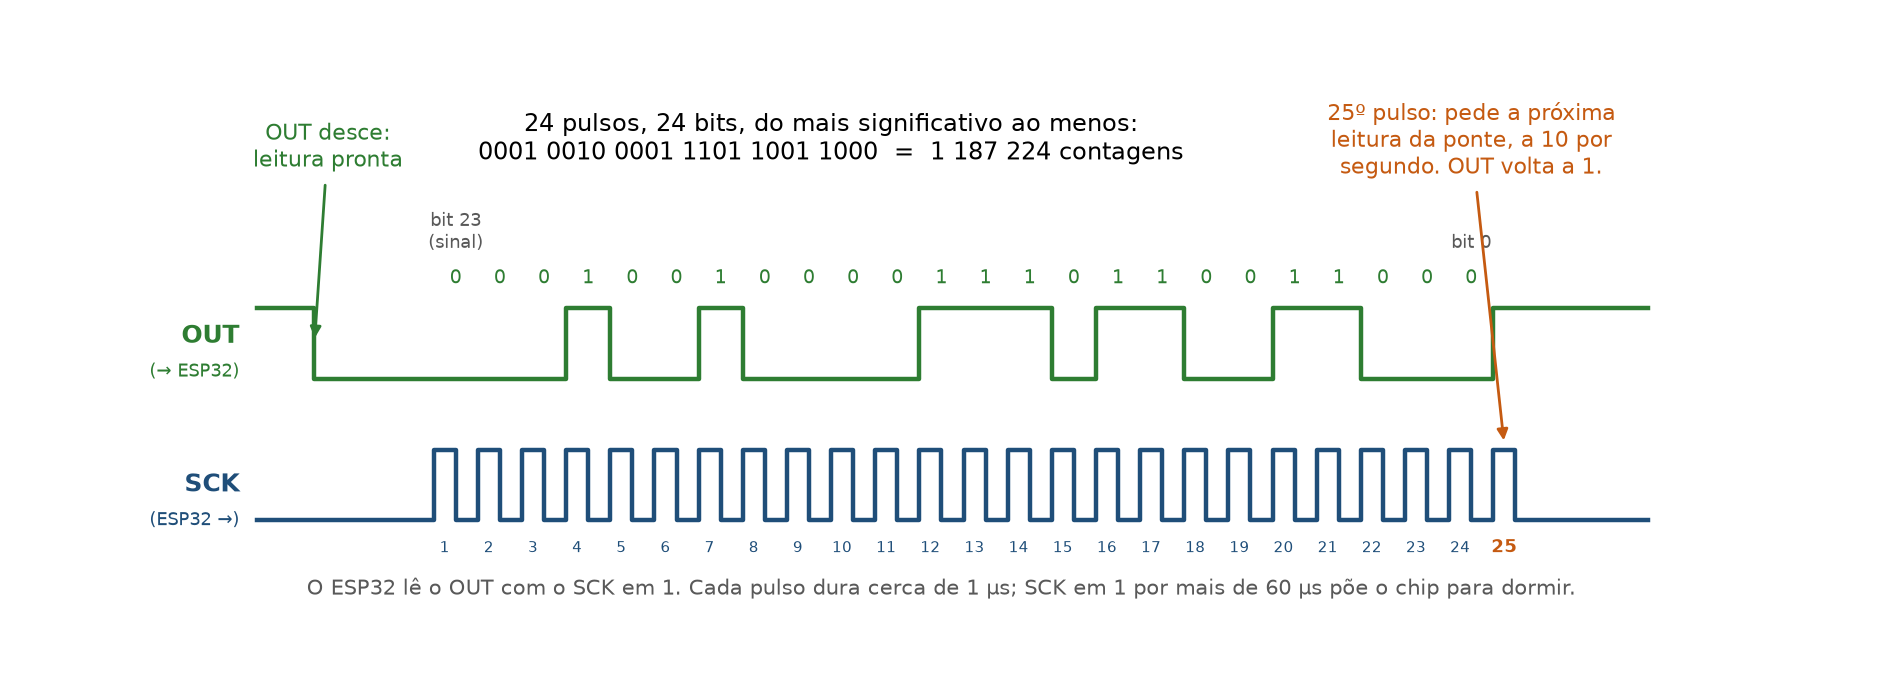 OUT desce:
leitura pronta
24 pulsos, 24 bits, do mais significativo ao menos:
0001 0010 0001 1101 1001 1000 = 1 187 224 contagens
25º pulso: pede a próxima
leitura da ponte, a 10 por
segundo. OUT volta a 1.
bit 23
(sinal)
bit 0
0 0 0 1 0 0 1 0 0 0 0 1 1 1 0 1 1 0 0 1 1 0 0 0
OUT
(→ ESP32)
SCK
(ESP32 →)
1 2 3 4 5 6 7 8 9 10 11 12 13 14 15 16 17 18 19 20 21 22 23 24 25
O ESP32 lê o OUT com o SCK em 1. Cada pulso dura cerca de 1 µs; SCK em 1 por mais de 60 µs põe o chip para dormir.